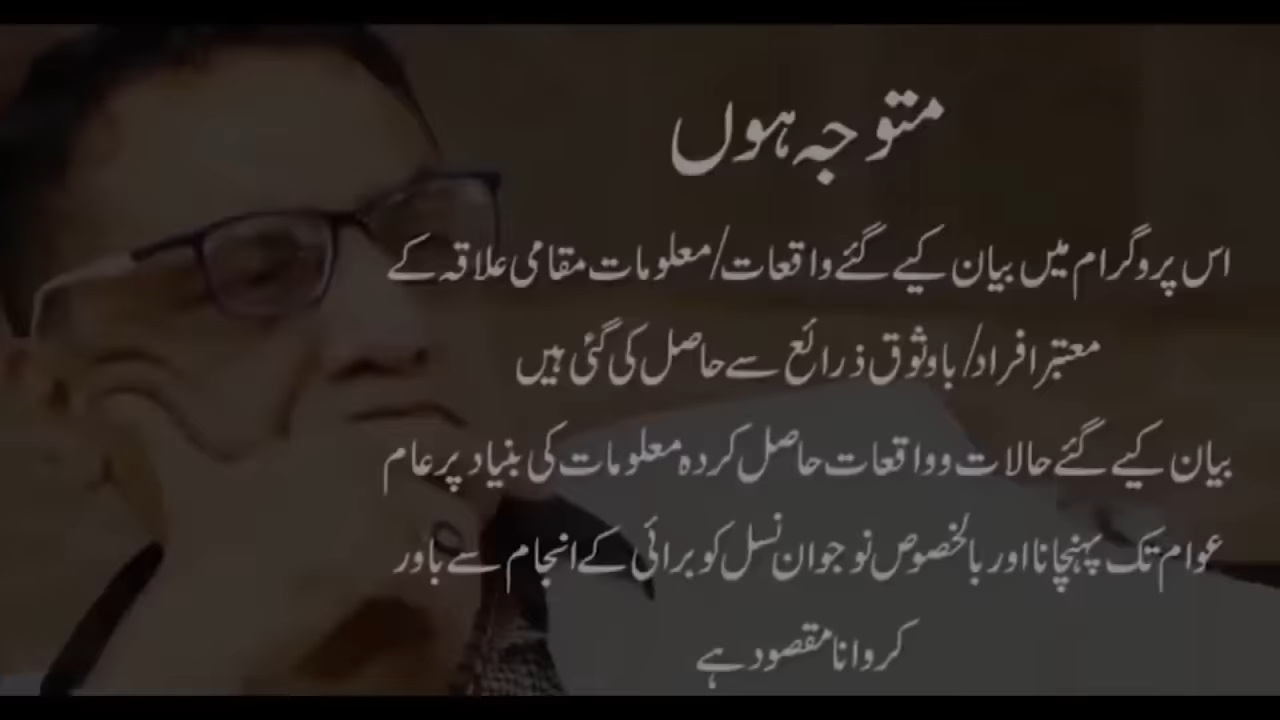 متوجہ ہوں
اس پروگرام میں بیان کیے گئے واقعات/معلومات مقامی علاقہ کے
معتبر افراد/باوثوق ذرائع سے حاصل کی گئی ہیں
بیان کیے گئے حالات وواقعات حاصل کردہ معلومات کی بنیاد پر عام
عوام تک پہنچانا اور بالخصوص نوجوان نسل کو برائی کے انجام سے باور
کروانا مقصود ہے